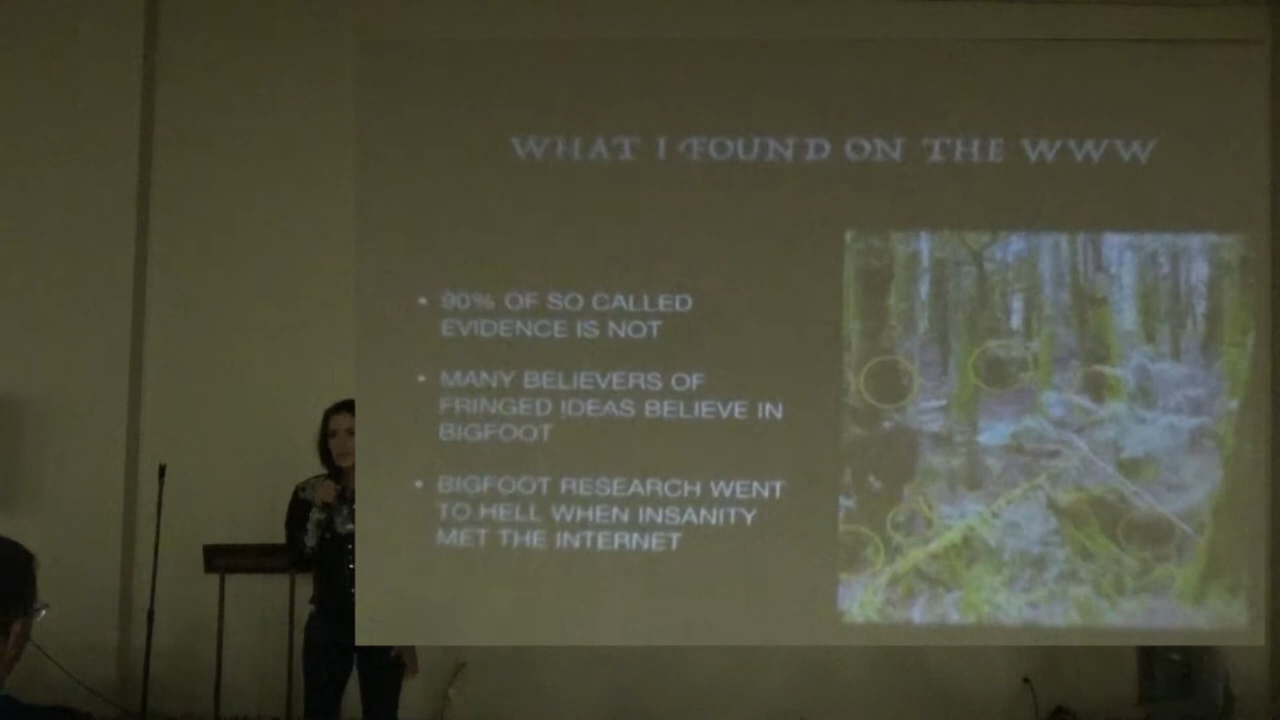 WHAT I FOUND ON THE WWW
• 90% OF SO CALLED
EVIDENCE IS NOT
• MANY BELIEVERS OF
FRINGED IDEAS BELIEVE IN
BIGFOOT
• BIGFOOT RESEARCH WENT
TO HELL WHEN INSANITY
MET THE INTERNET